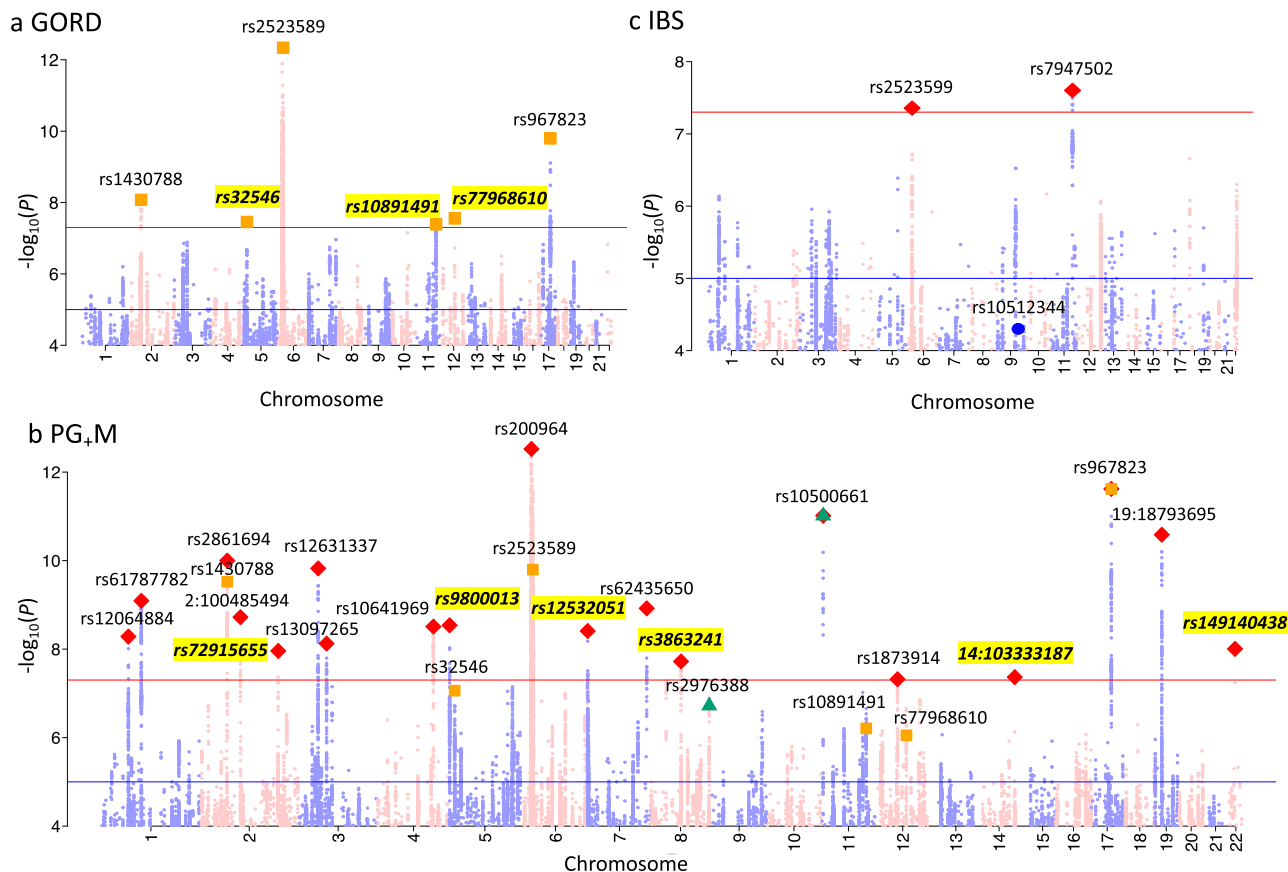 a GORD
rs2523589
12
10
8
6
4
-log10(P)
rs967823
rs1430788
rs32546
rs10891491
rs77968610
1 2 3 4 5 6 7 8 9 10 11 12 13 14 15 17 19 21
Chromosome
c IBS
8
7
6
5
4
-log10(P)
rs2523599
rs7947502
rs10512344
1 2 3 4 5 6 7 8 9 10 11 12 13 14 15 17 19 21
Chromosome
b PG+M
rs200964
12
10
8
6
4
-log10(P)
rs967823
rs10500661
19:18793695
rs2861694
rs12631337
rs2523589
rs1430788
rs61787782
rs62435650
2:100485494
rs10641969
rs9800013
rs12532051
rs12064884
rs13097265
rs149140438
rs72915655
rs3863241
14:103333187
rs1873914
rs32546
rs2976388
rs10891491
rs77968610
1 2 3 4 5 6 7 8 9 10 11 12 13 14 15 16 17 18 19 20 21 22
Chromosome